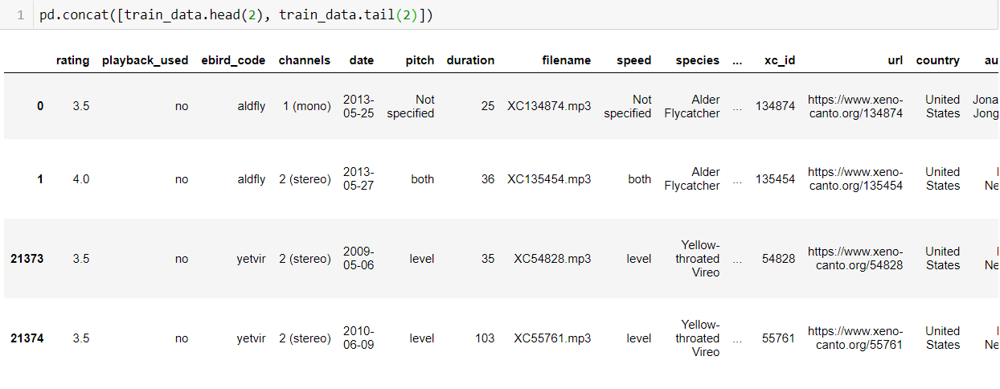 1 pd.concat([train_data.head(2), train_data.tail(2)])
rating playback_used ebird_code channels date pitch duration filename speed species ... xc_id url country au
0 3.5 no aldfly 1 (mono) 2013-05-25 Not specified 25 XC134874.mp3 Not specified Alder Flycatcher ... 134874 https://www.xeno-canto.org/134874 United States Jona Jong
1 4.0 no aldfly 2 (stereo) 2013-05-27 both 36 XC135454.mp3 both Alder Flycatcher ... 135454 https://www.xeno-canto.org/135454 United States Ne
21373 3.5 no yetvir 2 (stereo) 2009-05-06 level 35 XC54828.mp3 level Yellow-throated Vireo ... 54828 https://www.xeno-canto.org/54828 United States Ne
21374 3.5 no yetvir 2 (stereo) 2010-06-09 level 103 XC55761.mp3 level Yellow-throated Vireo ... 55761 https://www.xeno-canto.org/55761 United States Ne